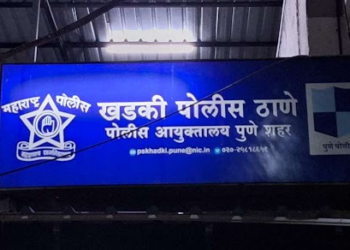 महाराष्ट्र पोलीस
खडकी पोलीस ठाणे
पोलीस आयुक्तालय पुणे शहर
pskhadki.pune@nic.in
पुणे पोलीस